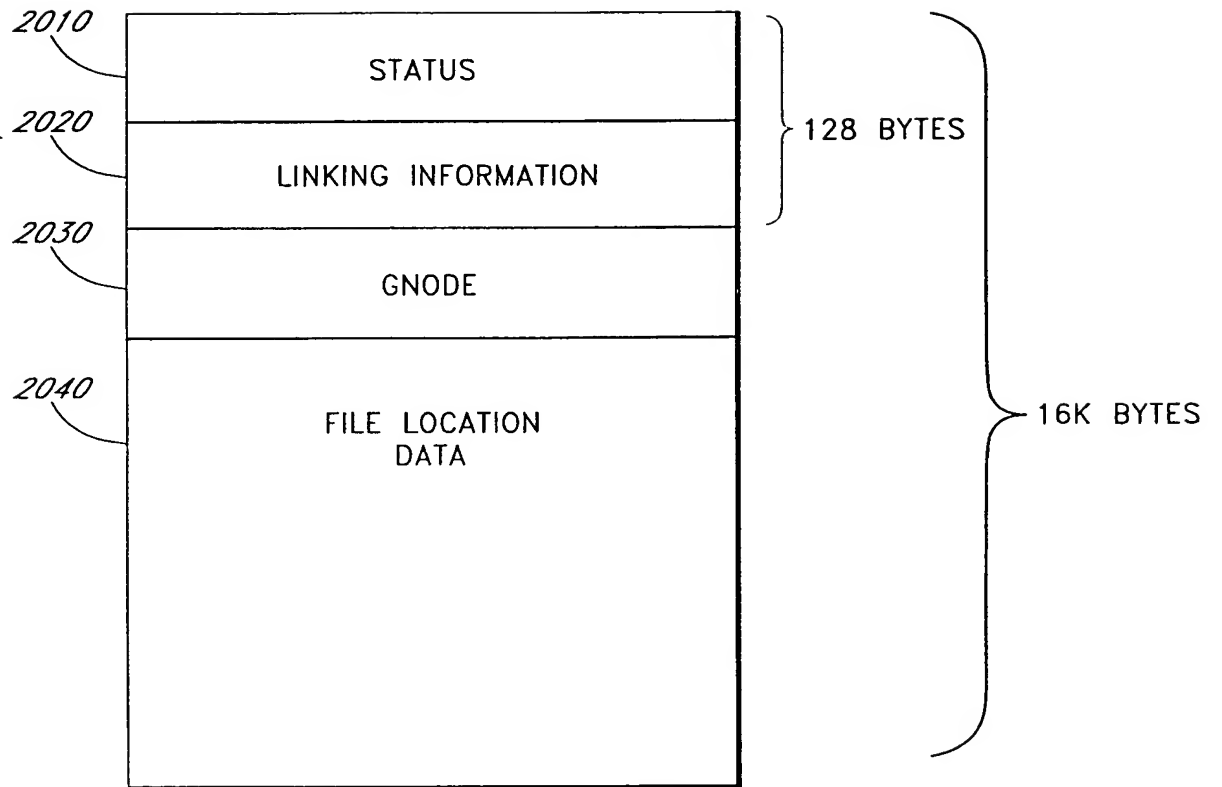 2010
STATUS
2020
LINKING INFORMATION
128 BYTES
2030
GNODE
2040
FILE LOCATION
DATA
16K BYTES